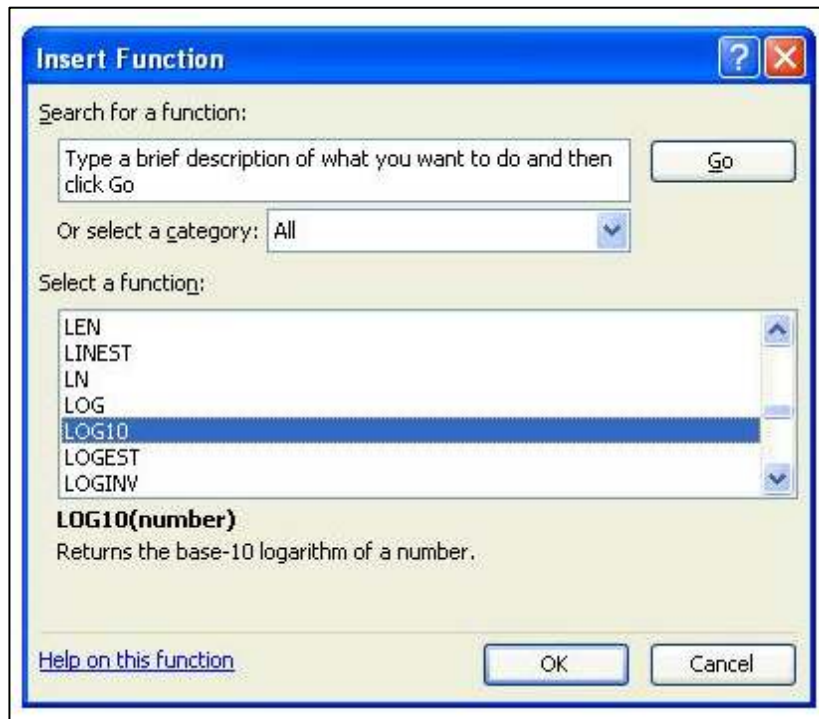 Insert Function
Search for a function:
Type a brief description of what you want to do and then
click Go
Go
Or select a category: All
Select a function:
LEN
LINEST
LN
LOG
LOG10
LOGEST
LOGINV
LOG10(number)
Returns the base-10 logarithm of a number.
Help on this function OK Cancel